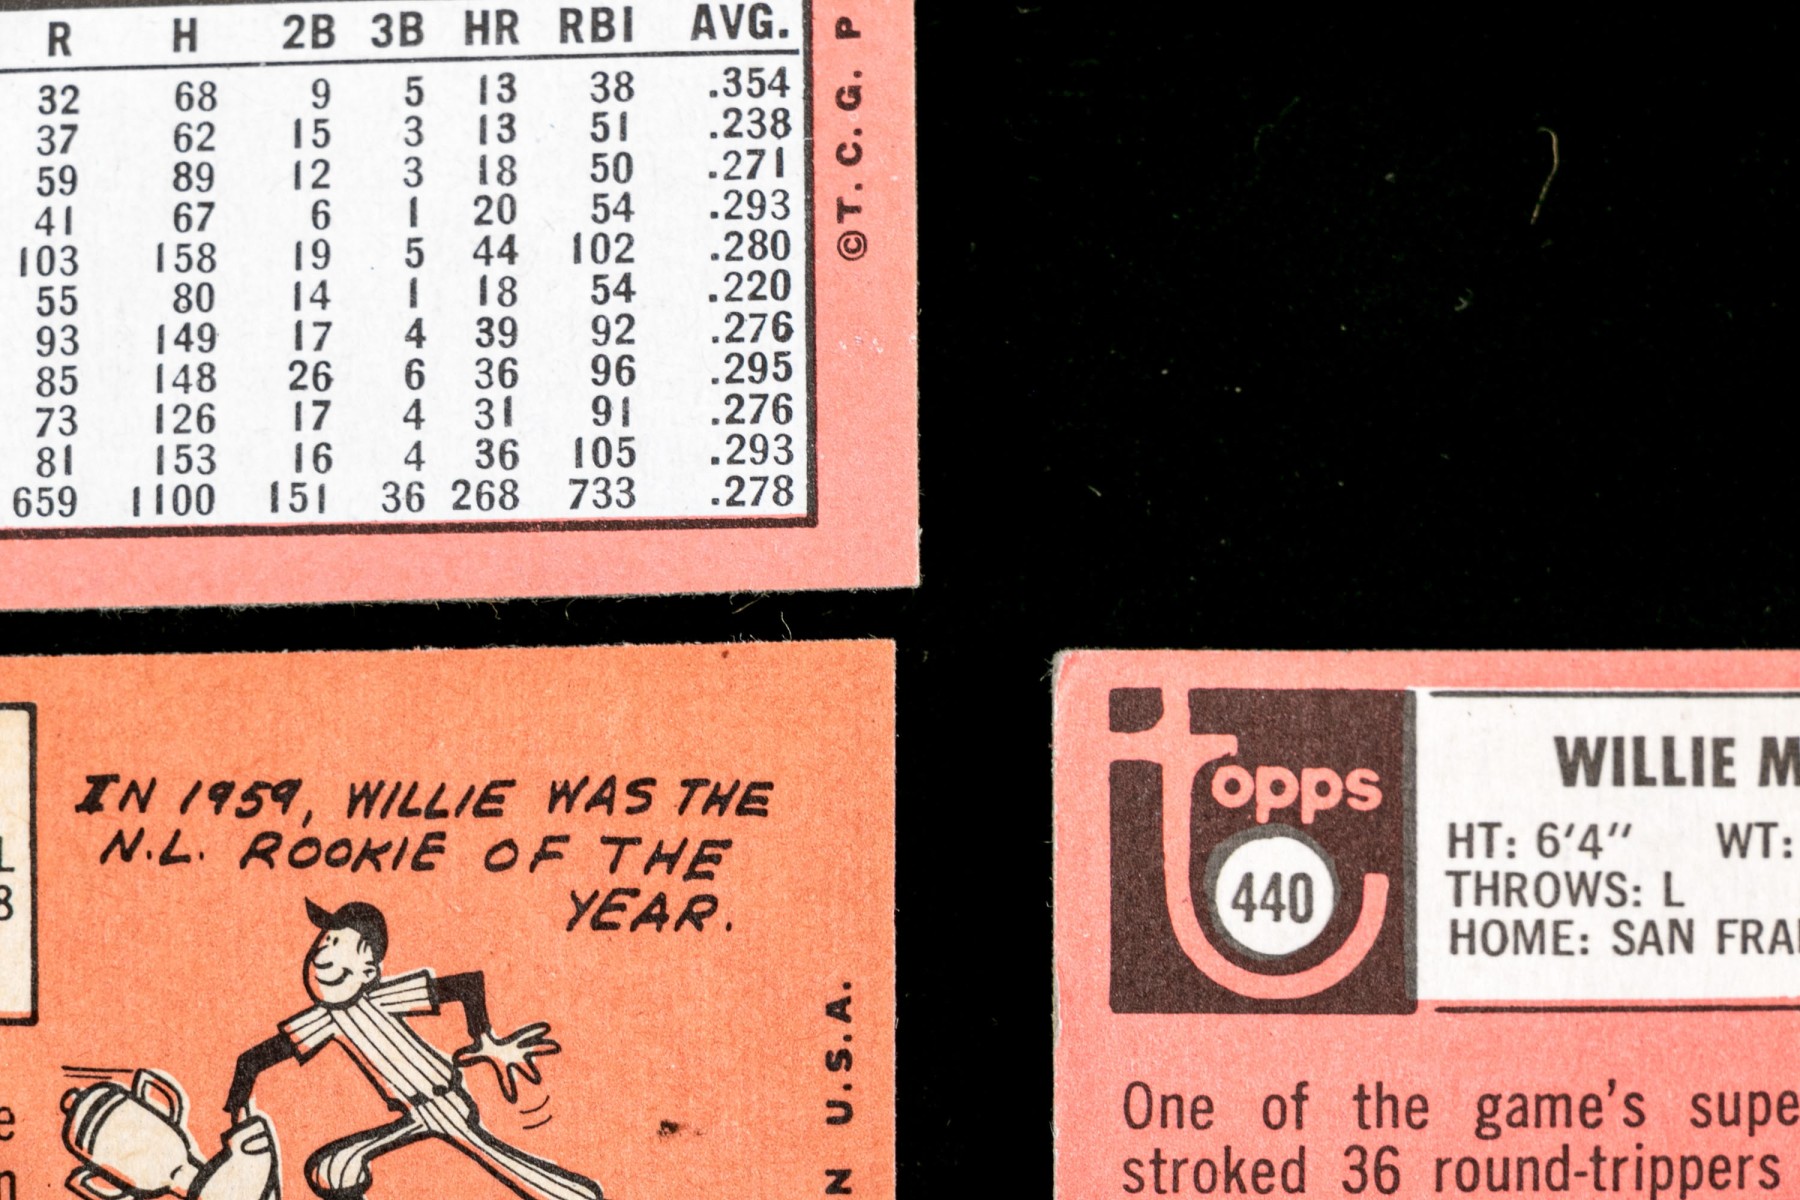 R H 2B 3B HR RBI AVG.
32 68 9 5 13 38 .354
37 62 15 3 13 51 .238
59 89 12 3 18 50 .271
41 67 6 1 20 54 .293
103 158 19 5 44 102 .280
55 80 14 1 18 54 .220
93 149 17 4 39 92 .276
85 148 26 6 36 96 .295
73 126 17 4 31 91 .276
81 153 16 4 36 105 .293
659 1100 151 36 268 733 .278
©T. C. G. P
IN 1959, WILLIE WAS THE
N.L. ROOKIE OF THE
YEAR.
L
8
e
n
N U.S.A.
topps
440
WILLIE M
HT: 6'4" WT:
THROWS: L
HOME: SAN FRA
One of the game's supe
stroked 36 round-trippers